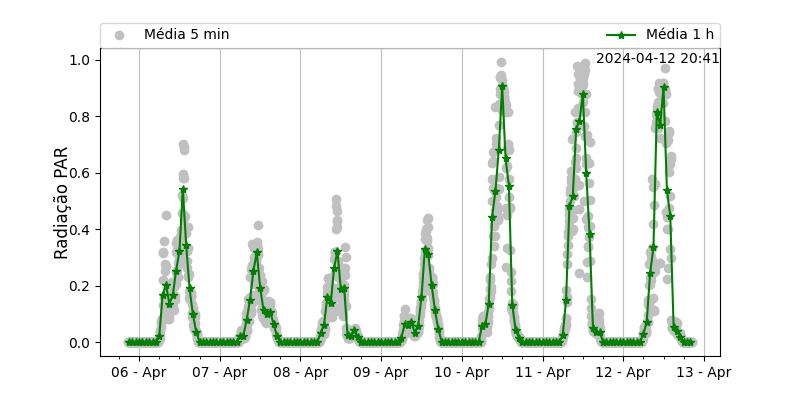 Média 5 min
Média 1 h
2024-04-12 20:41
Radiação PAR
1.0
0.8
0.6
0.4
0.2
0.0
06 - Apr
07 - Apr
08 - Apr
09 - Apr
10 - Apr
11 - Apr
12 - Apr
13 - Apr